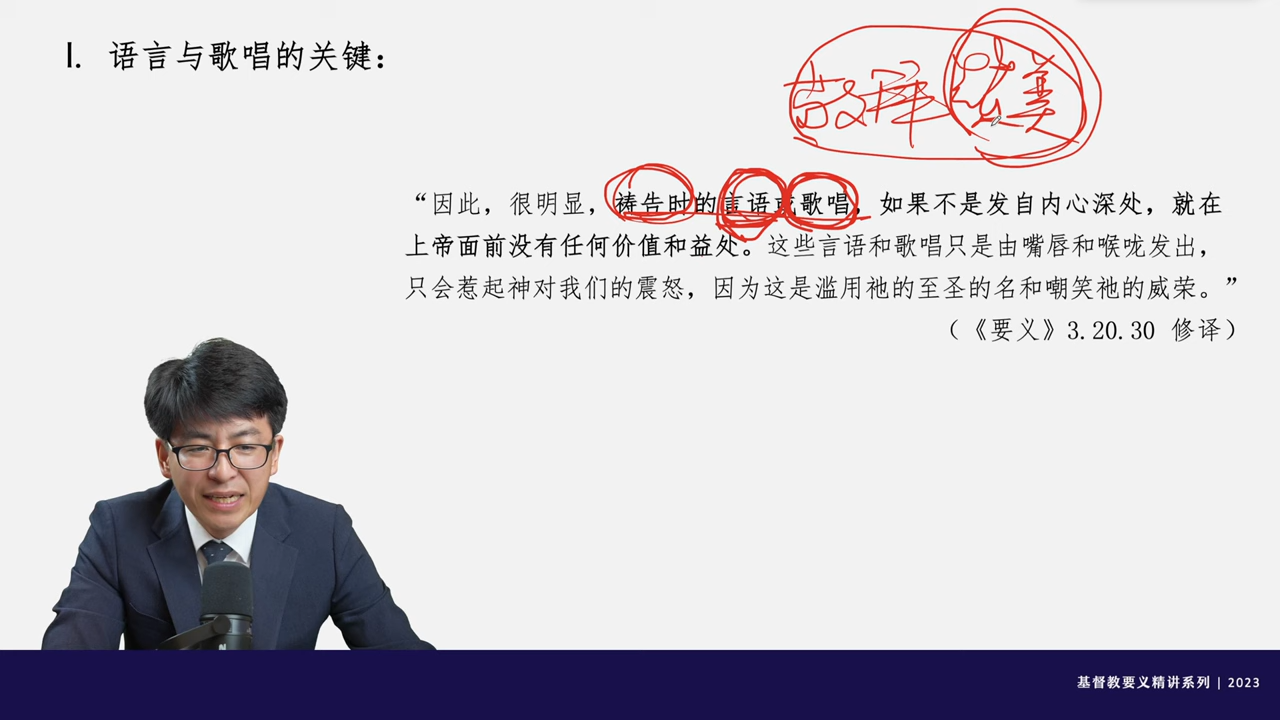 I. 语言与歌唱的关键：
敬拜赞美
“因此，很明显，祷告时的言语或歌唱，如果不是发自内心深处，就在
上帝面前没有任何价值和益处。这些言语和歌唱只是由嘴唇和喉咙发出，
只会惹起神对我们的震怒，因为这是滥用祂的至圣的名和嘲笑祂的威荣。”
（《要义》3.20.30 修译）
基督教要义精讲系列 | 2023